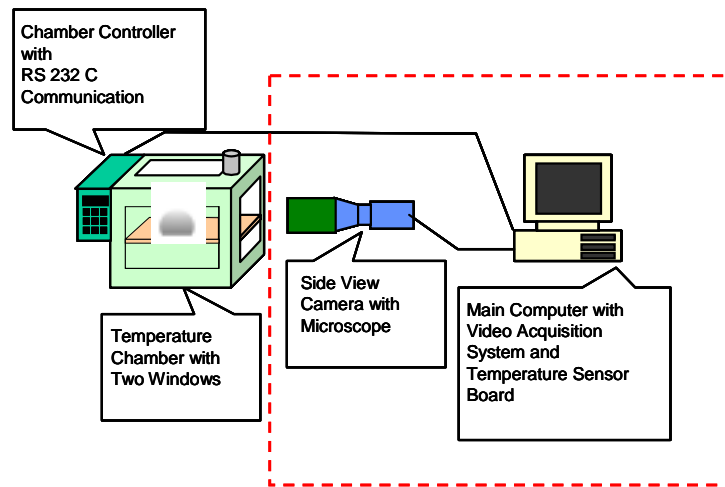 Chamber Controller
with
RS 232 C
Communication
Temperature
Chamber with
Two Windows
Side View
Camera with
Microscope
Main Computer with
Video Acquisition
System and
Temperature Sensor
Board